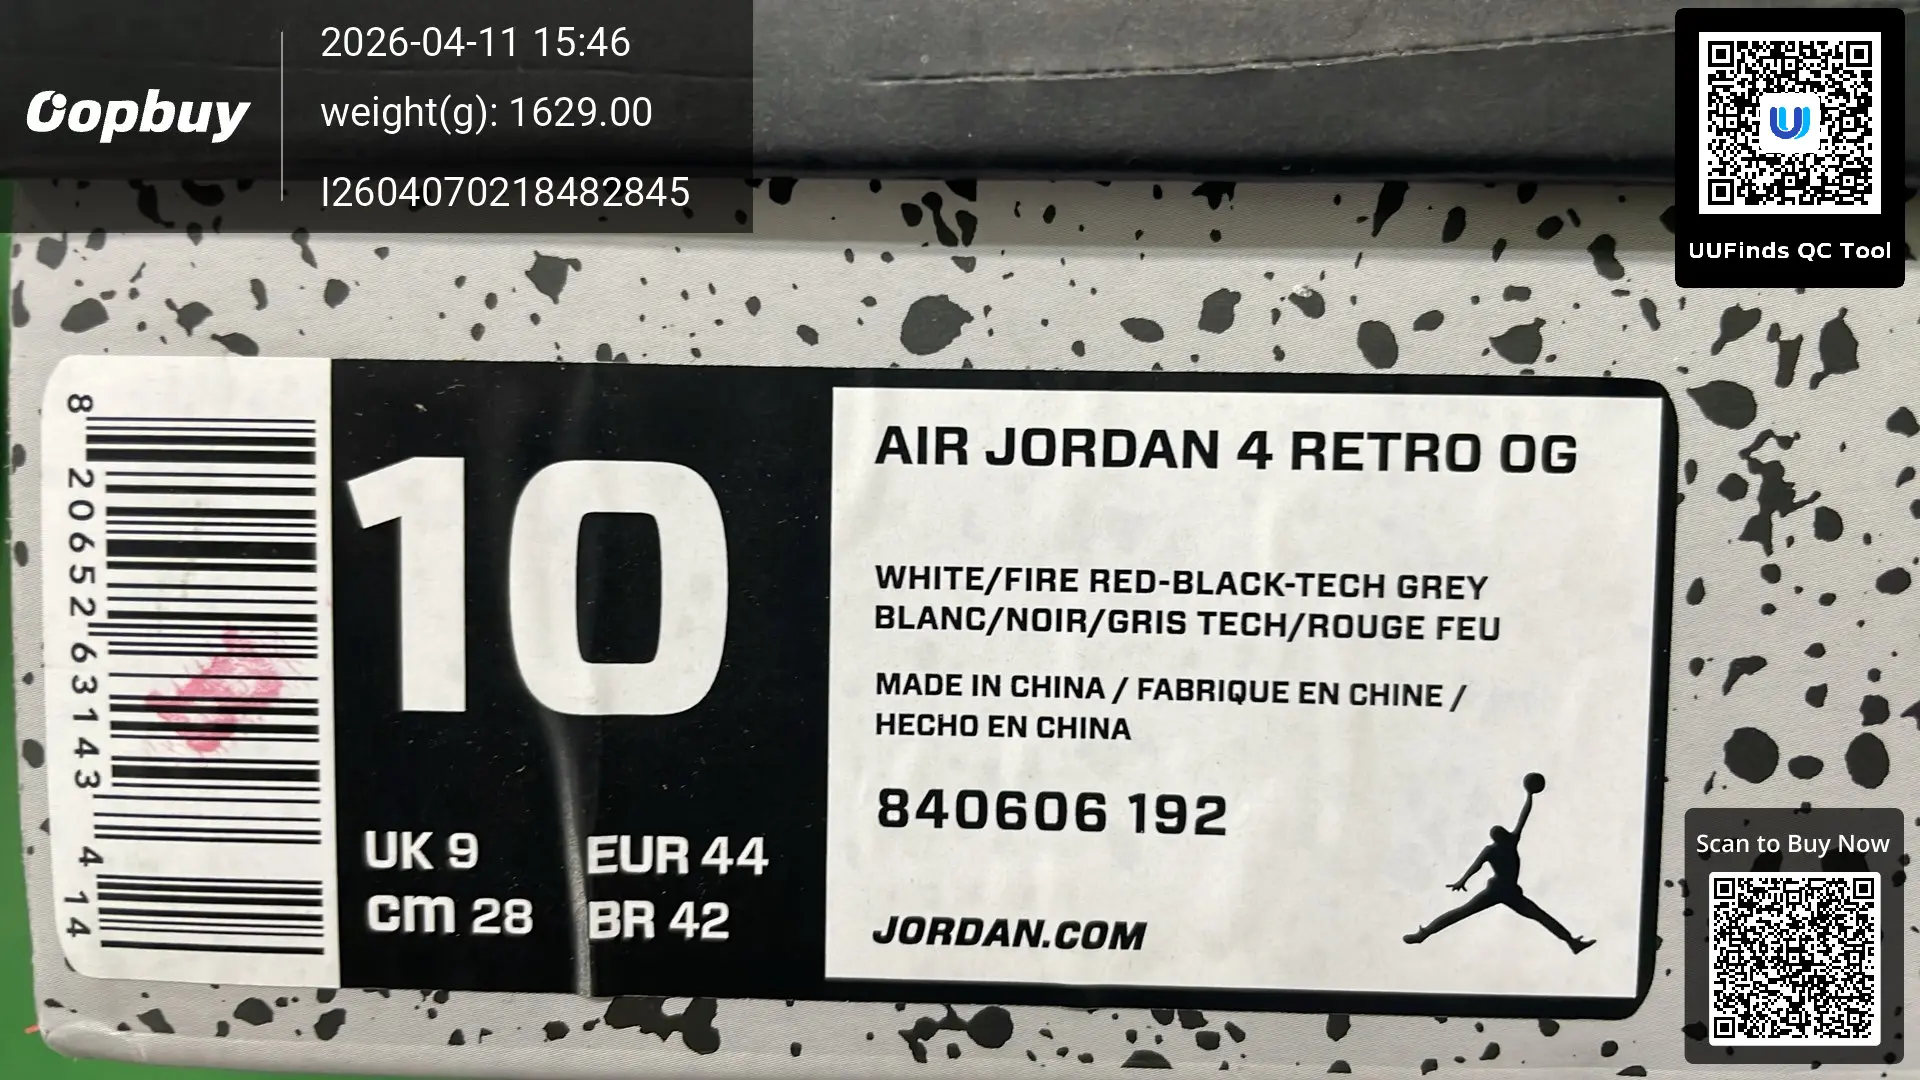 Oopbuy
2026-04-11 15:46
weight(g): 1629.00
I2604070218482845
UUFinds QC Tool
8 20652 63143 4 14
10
UK 9
EUR 44
cm 28
BR 42
AIR JORDAN 4 RETRO OG
WHITE/FIRE RED-BLACK-TECH GREY
BLANC/NOIR/GRIS TECH/ROUGE FEU
MADE IN CHINA / FABRIQUE EN CHINE /
HECHO EN CHINA
840606 192
JORDAN.COM
Scan to Buy Now